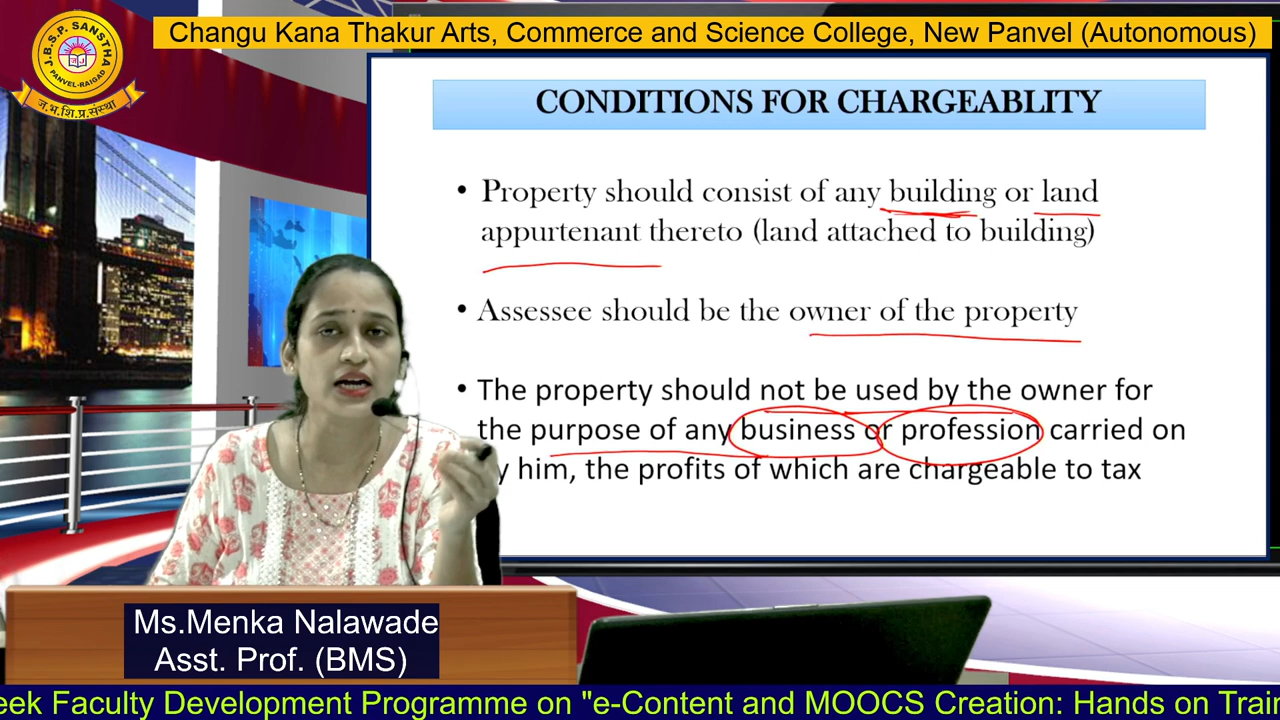 Changu Kana Thakur Arts, Commerce and Science College, New Panvel (Autonomous)
J.B.S.P. SANSTHA
PANVEL-RAIGAD
ज.भ.शि.प्र.संस्था
CONDITIONS FOR CHARGEABLITY
• Property should consist of any building or land
appurtenant thereto (land attached to building)
• Assessee should be the owner of the property
• The property should not be used by the owner for
the purpose of any business or profession carried on
y him, the profits of which are chargeable to tax
Ms.Menka Nalawade
Asst. Prof. (BMS)
eek Faculty Development Programme on "e-Content and MOOCS Creation: Hands on Train